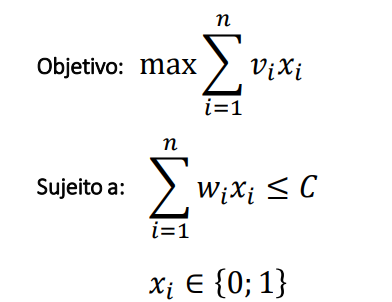 Objetivo: max ∑_{i=1}^{n} v_i x_i
Sujeito a: ∑_{i=1}^{n} w_i x_i ≤ C
x_i ∈ {0; 1}